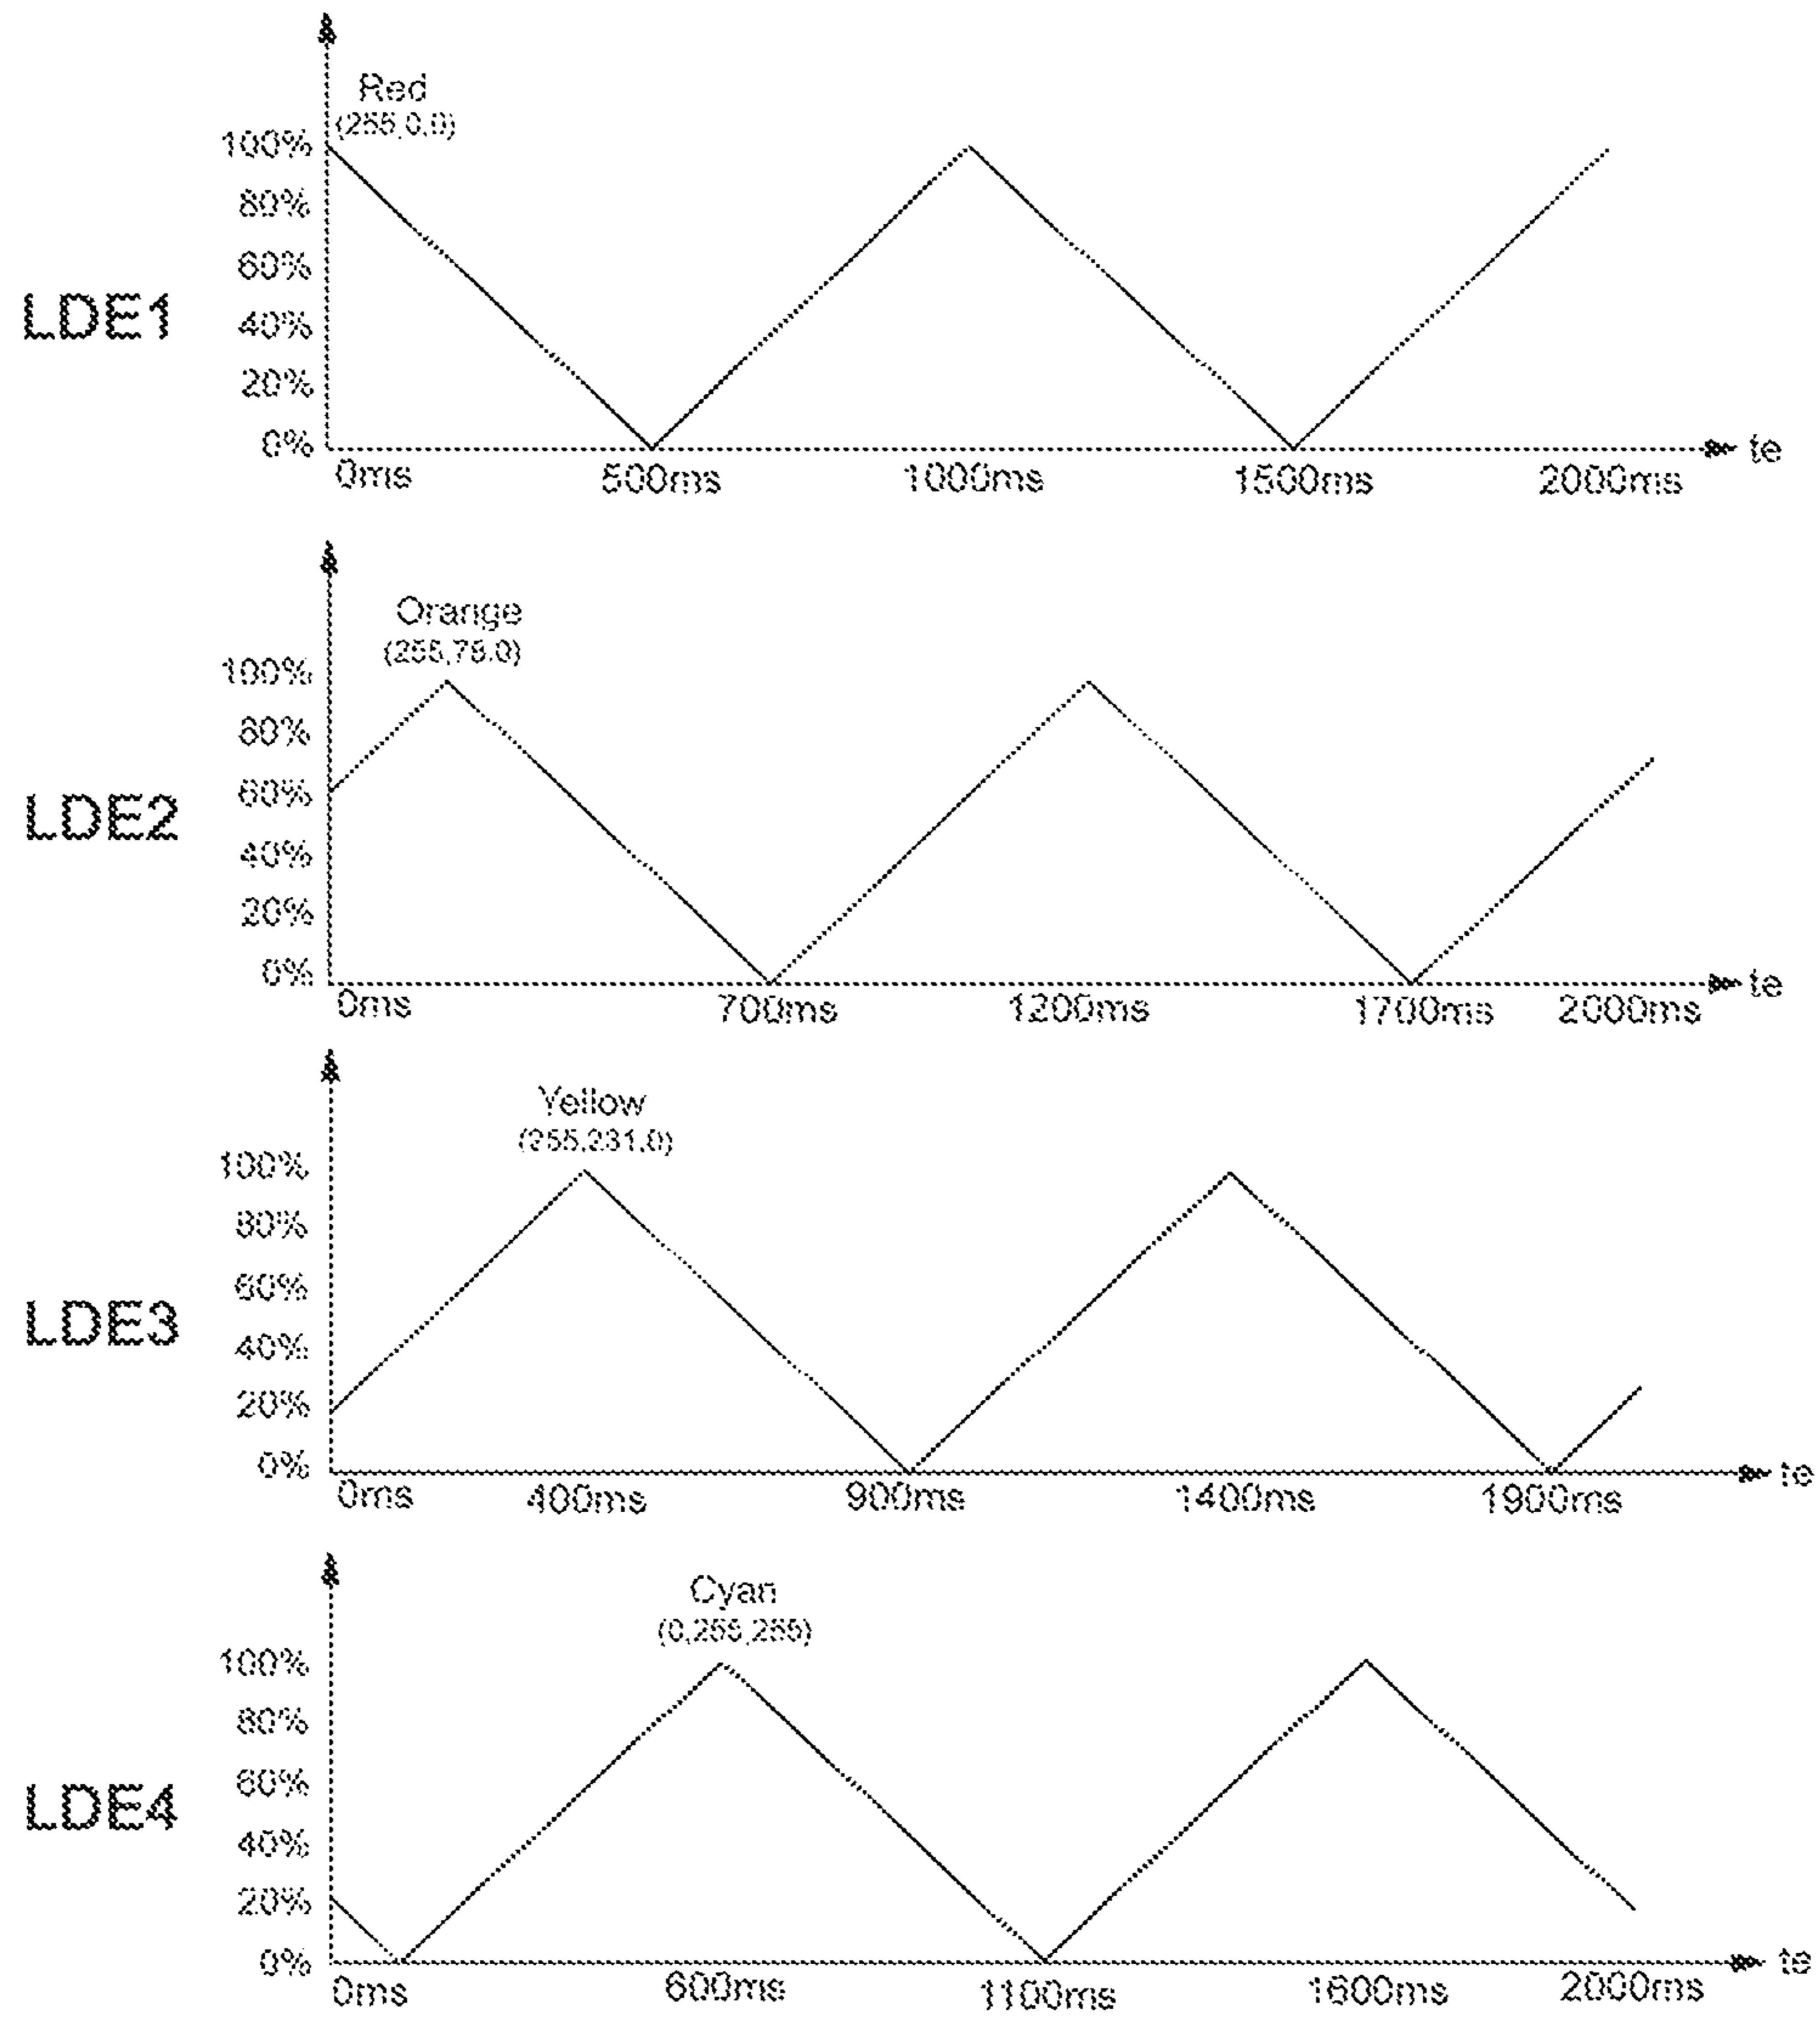 Red
(255,0,0)
100%
80%
60%
40%
20%
0%
LDE1
0ms 500ms 1000ms 1500ms 2000ms te
Orange
(255,78,0)
100%
80%
60%
40%
20%
0%
LDE2
0ms 700ms 1200ms 1700ms 2000ms te
Yellow
(255,231,0)
100%
80%
60%
40%
20%
0%
LDE3
0ms 400ms 900ms 1400ms 1900ms te
Cyan
(0,255,255)
100%
80%
60%
40%
20%
0%
LDE4
0ms 600ms 1100ms 1600ms 2000ms te